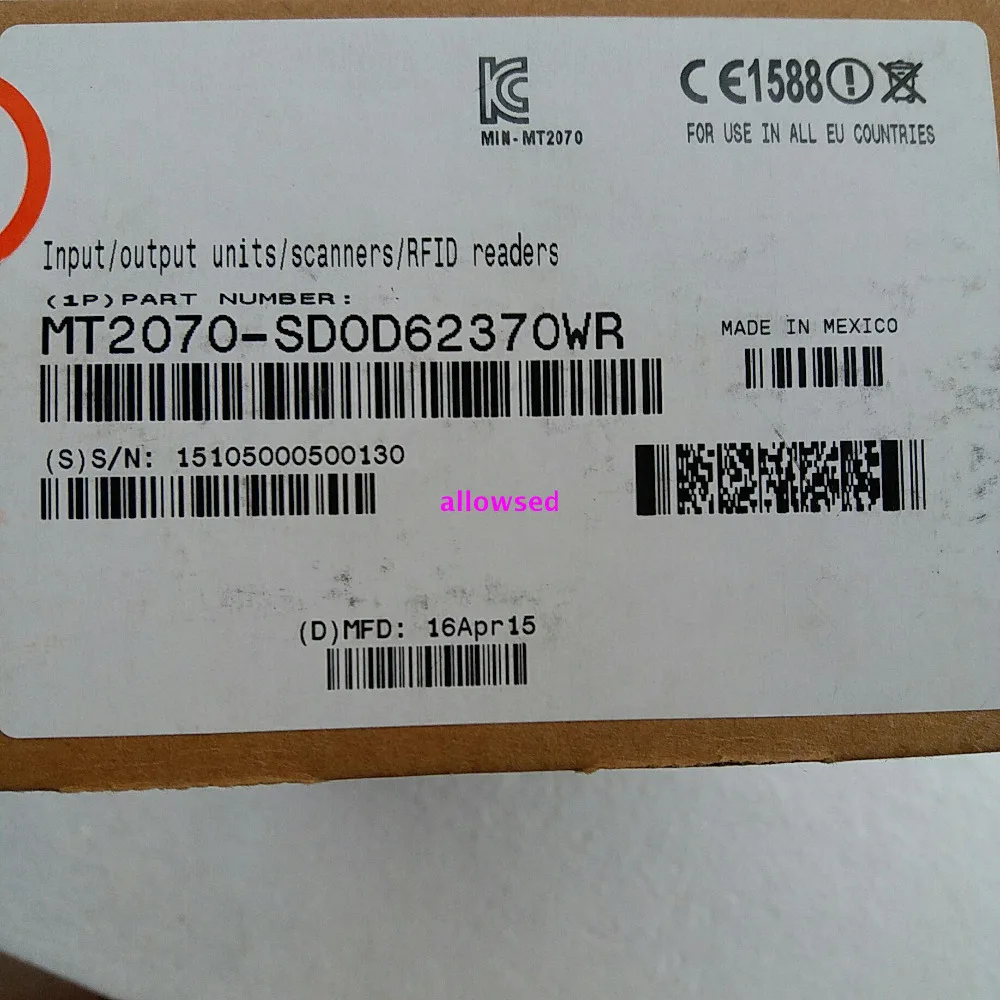 MIN-MT2070
CE1588
FOR USE IN ALL EU COUNTRIES
Input/output units/scanners/RFID readers
(1P)PART NUMBER:
MT2070-SD0D62370WR
MADE IN MEXICO
(S)S/N: 15105000500130
allowsed
(D)MFD: 16Apr15